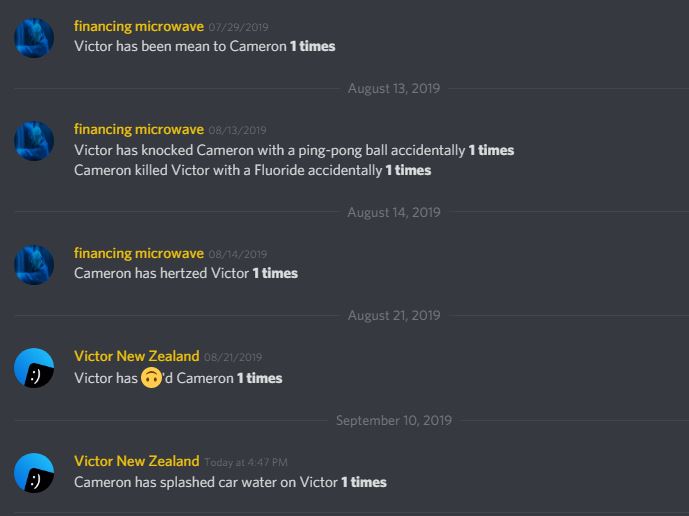 financing microwave 07/29/2019
Victor has been mean to Cameron 1 times
August 13, 2019
financing microwave 08/13/2019
Victor has knocked Cameron with a ping-pong ball accidentally 1 times
Cameron killed Victor with a Fluoride accidentally 1 times
August 14, 2019
financing microwave 08/14/2019
Cameron has hertzed Victor 1 times
August 21, 2019
:)
Victor New Zealand 08/21/2019
Victor has 🙃'd Cameron 1 times
September 10, 2019
:)
Victor New Zealand Today at 4:47 PM
Cameron has splashed car water on Victor 1 times